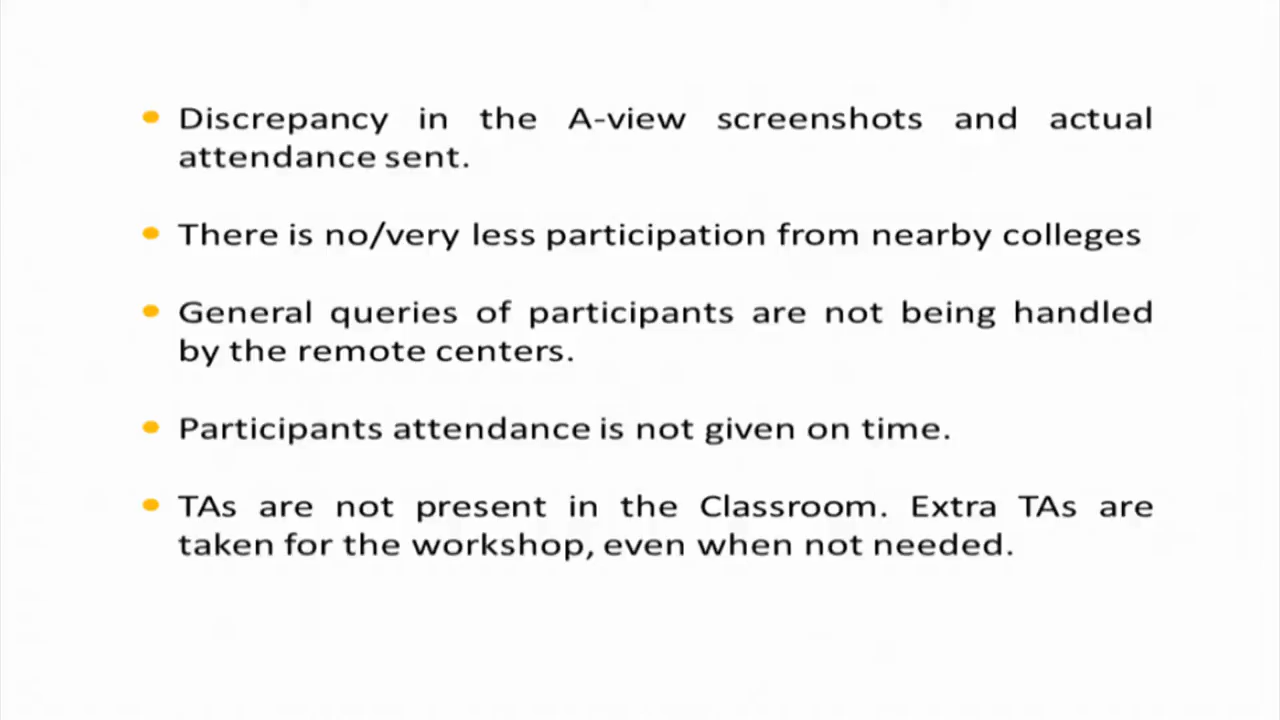 • Discrepancy in the A-view screenshots and actual
attendance sent.
• There is no/very less participation from nearby colleges
• General queries of participants are not being handled
by the remote centers.
• Participants attendance is not given on time.
• TAs are not present in the Classroom. Extra TAs are
taken for the workshop, even when not needed.